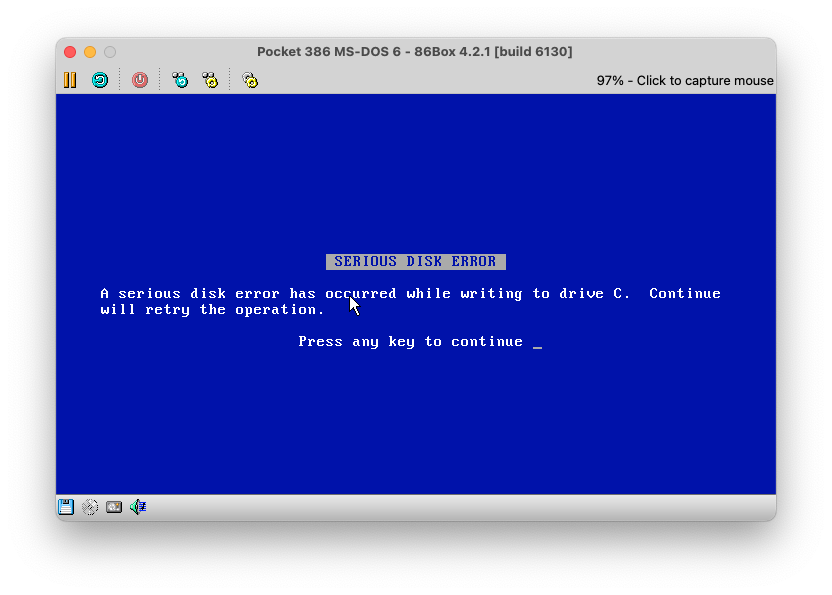 Pocket 386 MS-DOS 6 - 86Box 4.2.1 [build 6130]
97% - Click to capture mouse
SERIOUS DISK ERROR
A serious disk error has occurred while writing to drive C.  Continue
will retry the operation.
Press any key to continue _